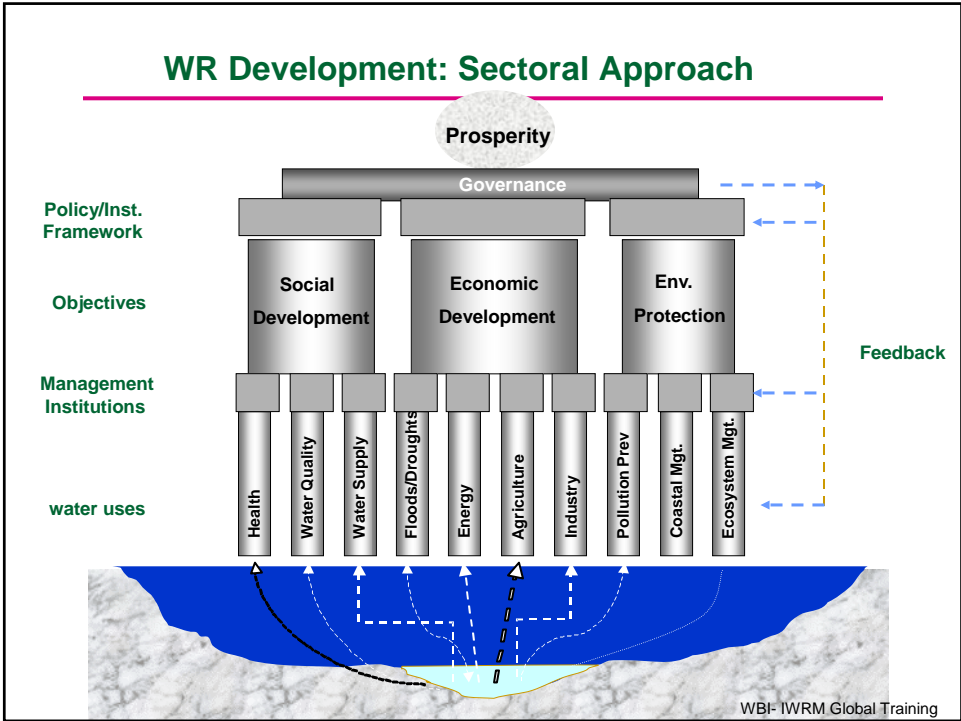 WR Development: Sectoral Approach
Prosperity
Governance
Policy/Inst.
Framework
Social
Development
Economic
Development
Env.
Protection
Objectives
Feedback
Management
Institutions
Health
Water Quality
Water Supply
Floods/Droughts
Energy
Agriculture
Industry
Pollution Prev
Coastal Mgt.
Ecosystem Mgt.
water uses
WBI- IWRM Global Training